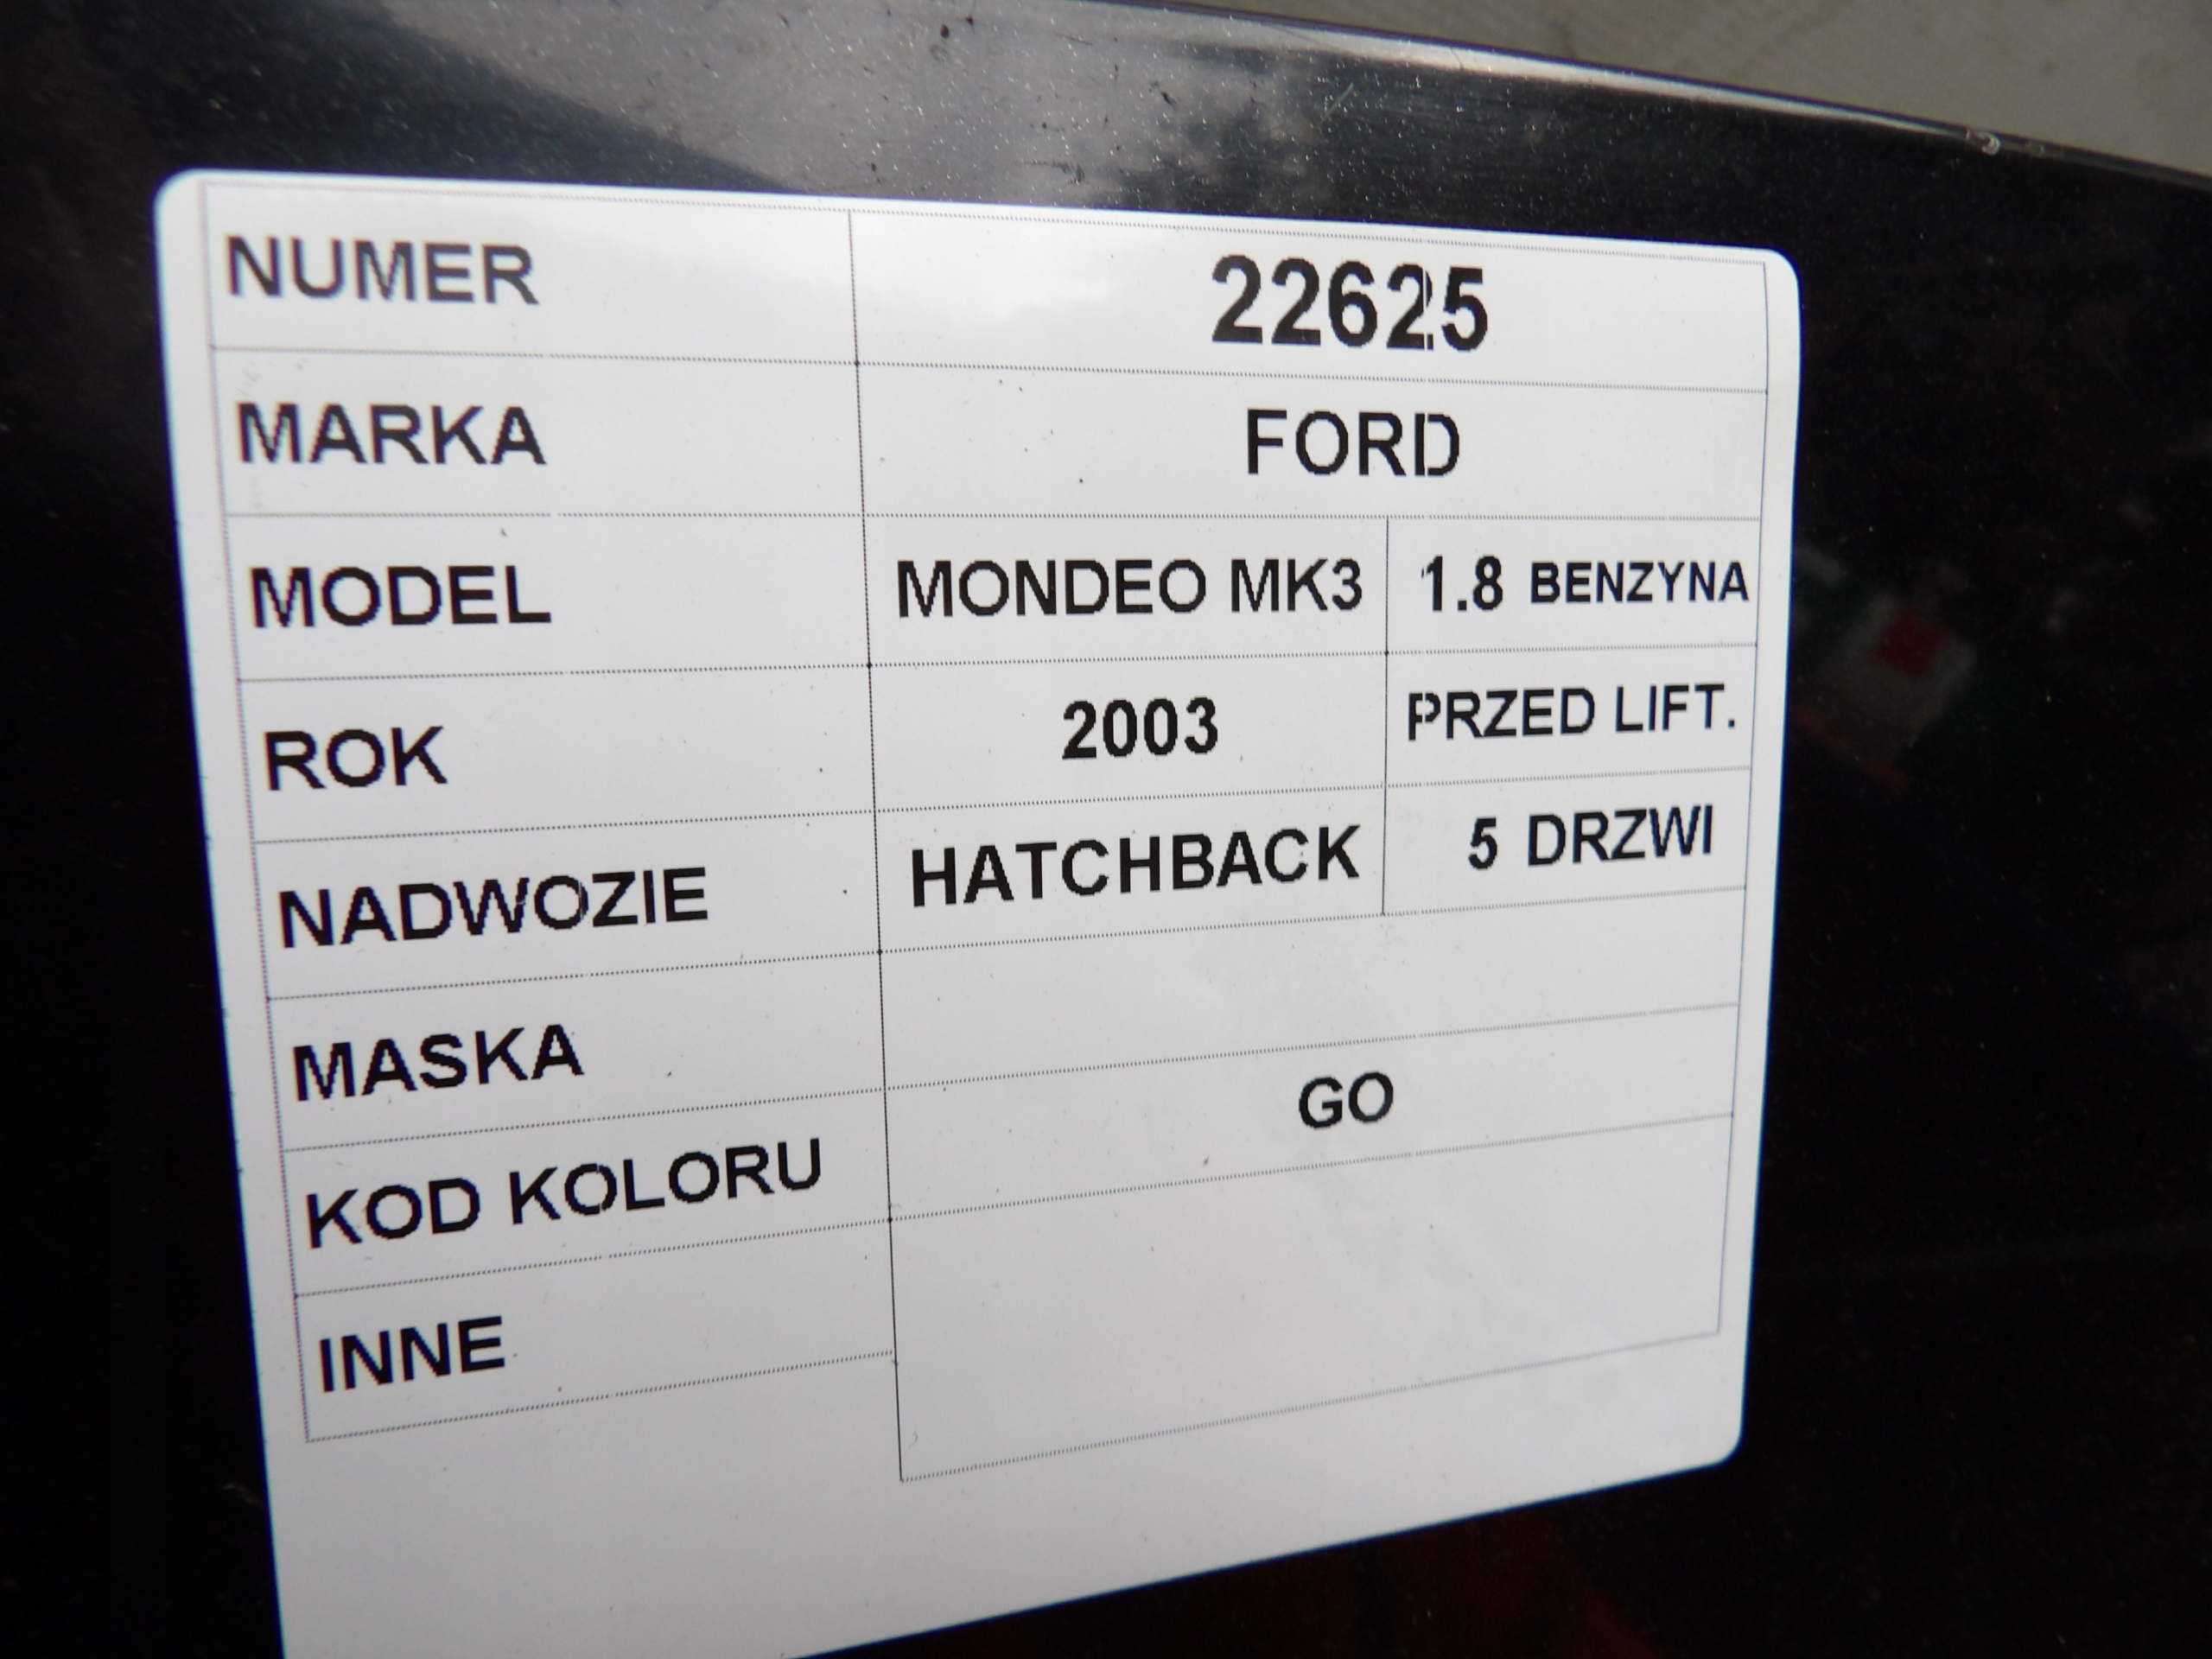 NUMER 22625
MARKA FORD
MODEL MONDEO MK3 1.8 BENZYNA
ROK 2003 PRZED LIFT.
NADWOZIE HATCHBACK 5 DRZWI
MASKA
KOD KOLORU GO
INNE